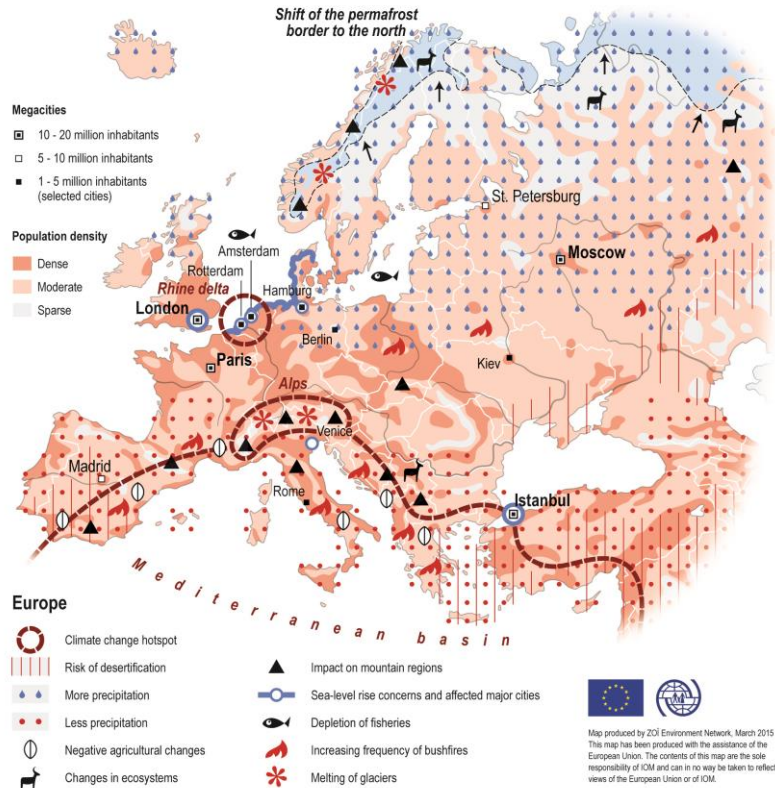 Shift of the permafrost
border to the north
Megacities
10 - 20 million inhabitants
5 - 10 million inhabitants
1 - 5 million inhabitants
(selected cities)
Population density
Dense
Moderate
Sparse
St. Petersburg
Moscow
Amsterdam
Rotterdam
Hamburg
Rhine delta
London
Berlin
Paris
Kiev
Alps
Venice
Madrid
Rome
Istanbul
Mediterranean basin
Europe
Climate change hotspot
Risk of desertification
More precipitation
Less precipitation
Negative agricultural changes
Changes in ecosystems
Impact on mountain regions
Sea-level rise concerns and affected major cities
Depletion of fisheries
Increasing frequency of bushfires
Melting of glaciers
Map produced by ZOÏ Environment Network, March 2015
This map has been produced with the assistance of the
European Union. The contents of this map are the sole
responsibility of IOM and can in no way be taken to reflect
views of the European Union or of IOM.